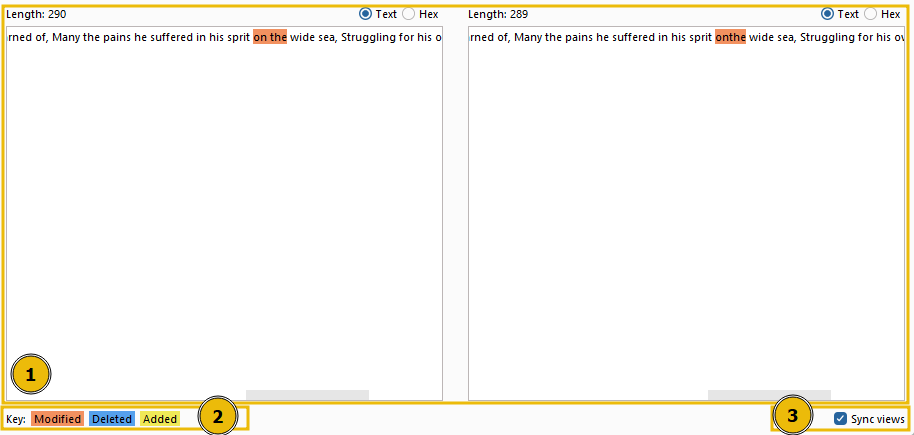 Length: 290
Text Hex
rned of, Many the pains he suffered in his sprit on the wide sea, Struggling for his o
Length: 289
Text Hex
rned of, Many the pains he suffered in his sprit onthe wide sea, Struggling for his ov
1
Key: Modified Deleted Added
2
3
Sync views